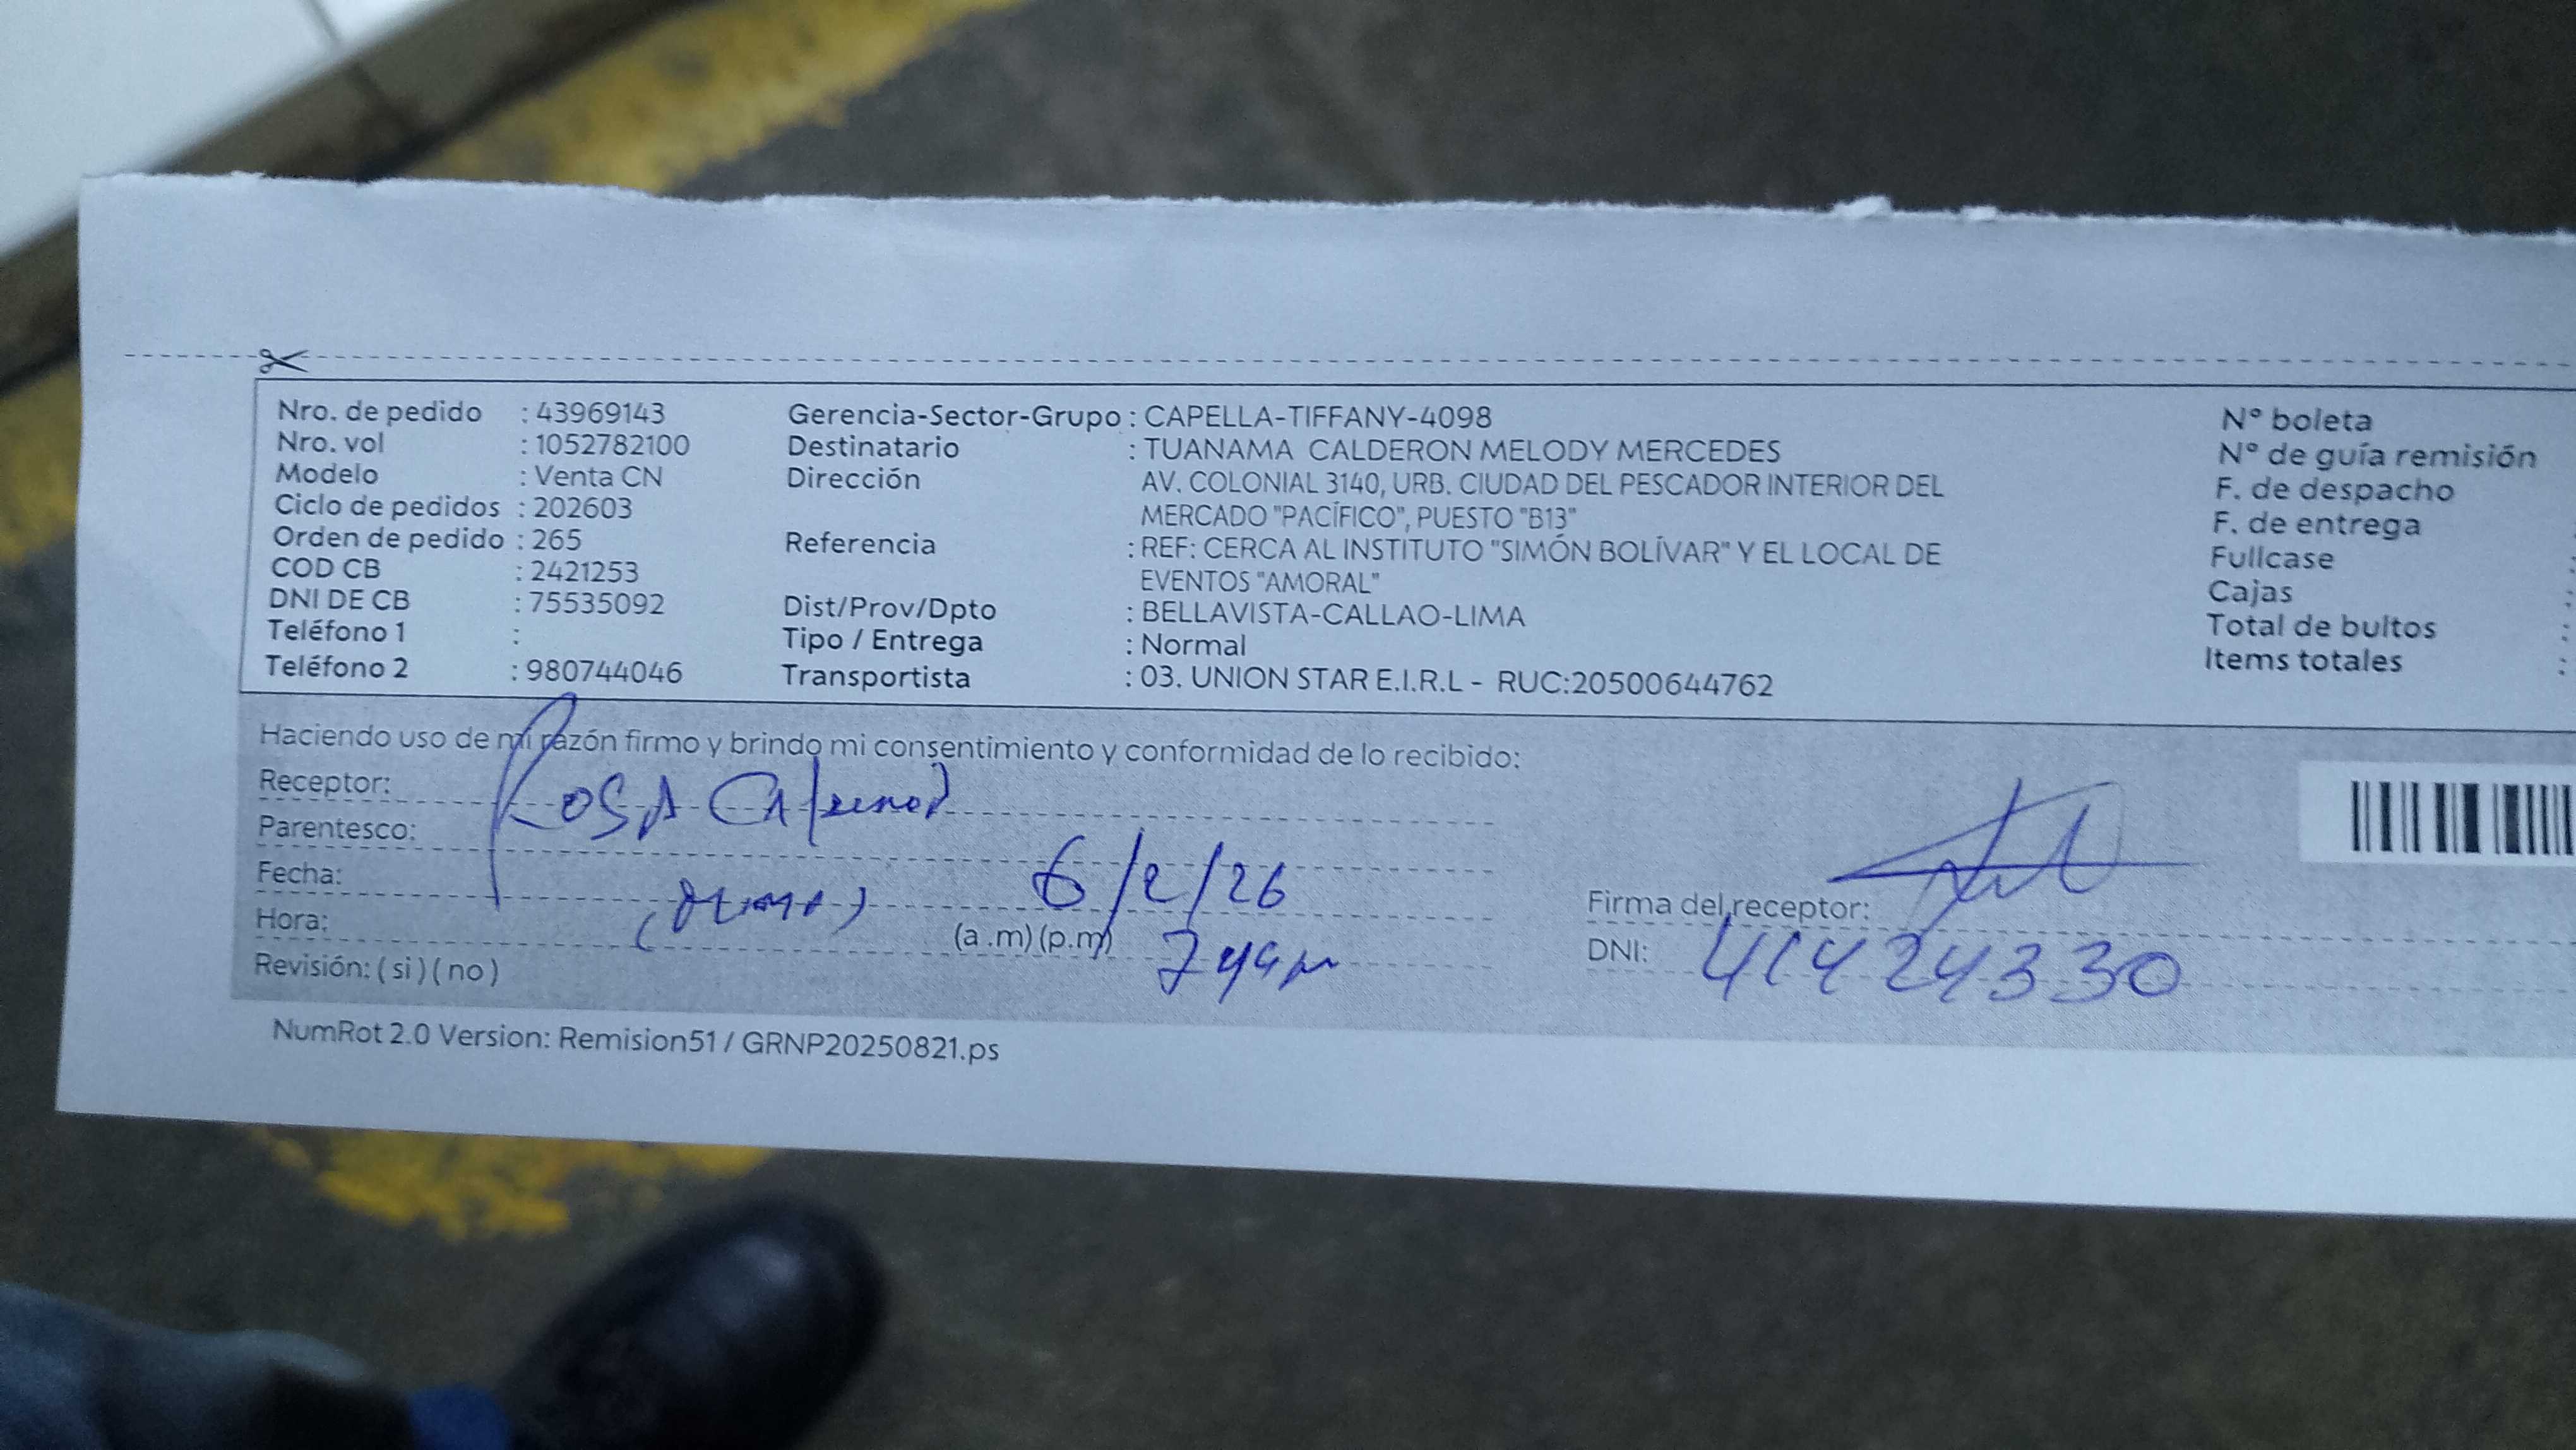 Nro. de pedido : 43969143 Gerencia-Sector-Grupo : CAPELLA-TIFFANY-4098 N° boleta
Nro. vol : 1052782100 Destinatario : TUANAMA CALDERON MELODY MERCEDES N° de guía remisión
Modelo : Venta CN Dirección AV. COLONIAL 3140, URB. CIUDAD DEL PESCADOR INTERIOR DEL F. de despacho
Ciclo de pedidos : 202603 MERCADO "PACÍFICO", PUESTO "B13" F. de entrega
Orden de pedido : 265 Referencia : REF: CERCA AL INSTITUTO "SIMÓN BOLÍVAR" Y EL LOCAL DE Fullcase
COD CB : 2421253 EVENTOS "AMORAL" Cajas :
DNI DE CB : 75535092 Dist/Prov/Dpto : BELLAVISTA-CALLAO-LIMA Total de bultos :
Teléfono 1 : Tipo / Entrega : Normal Items totales :
Teléfono 2 : 980744046 Transportista : 03. UNION STAR E.I.R.L - RUC:20500644762
Haciendo uso de mi razón firmo y brindo mi consentimiento y conformidad de lo recibido:
Receptor: ROSA
Parentesco:
Fecha: 6/2/26
Hora: (a .m) (p.m)
Firma del receptor:
DNI: 41424330
Revisión: ( si ) ( no )
NumRot 2.0 Version: Remision51 / GRNP20250821.ps